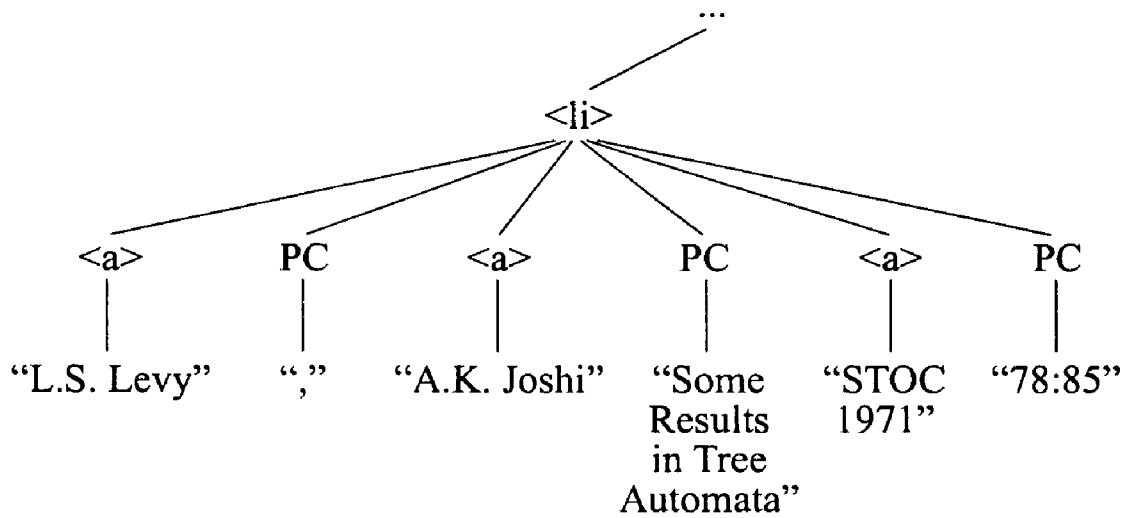 ...
<li>
<a> PC <a> PC <a> PC
“L.S. Levy” “,” “A.K. Joshi” “Some Results in Tree Automata” “STOC 1971” “78:85”